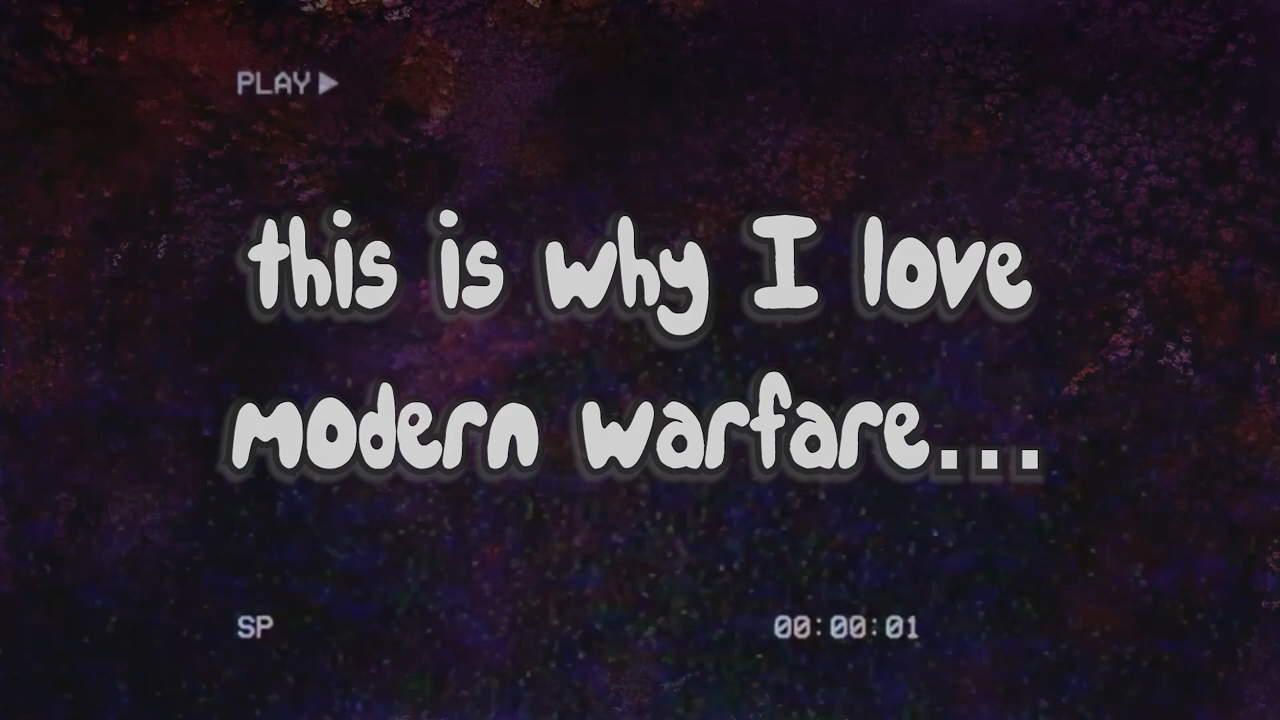 PLAY ▶
this is why I love
modern warfare...
SP
00:00:01